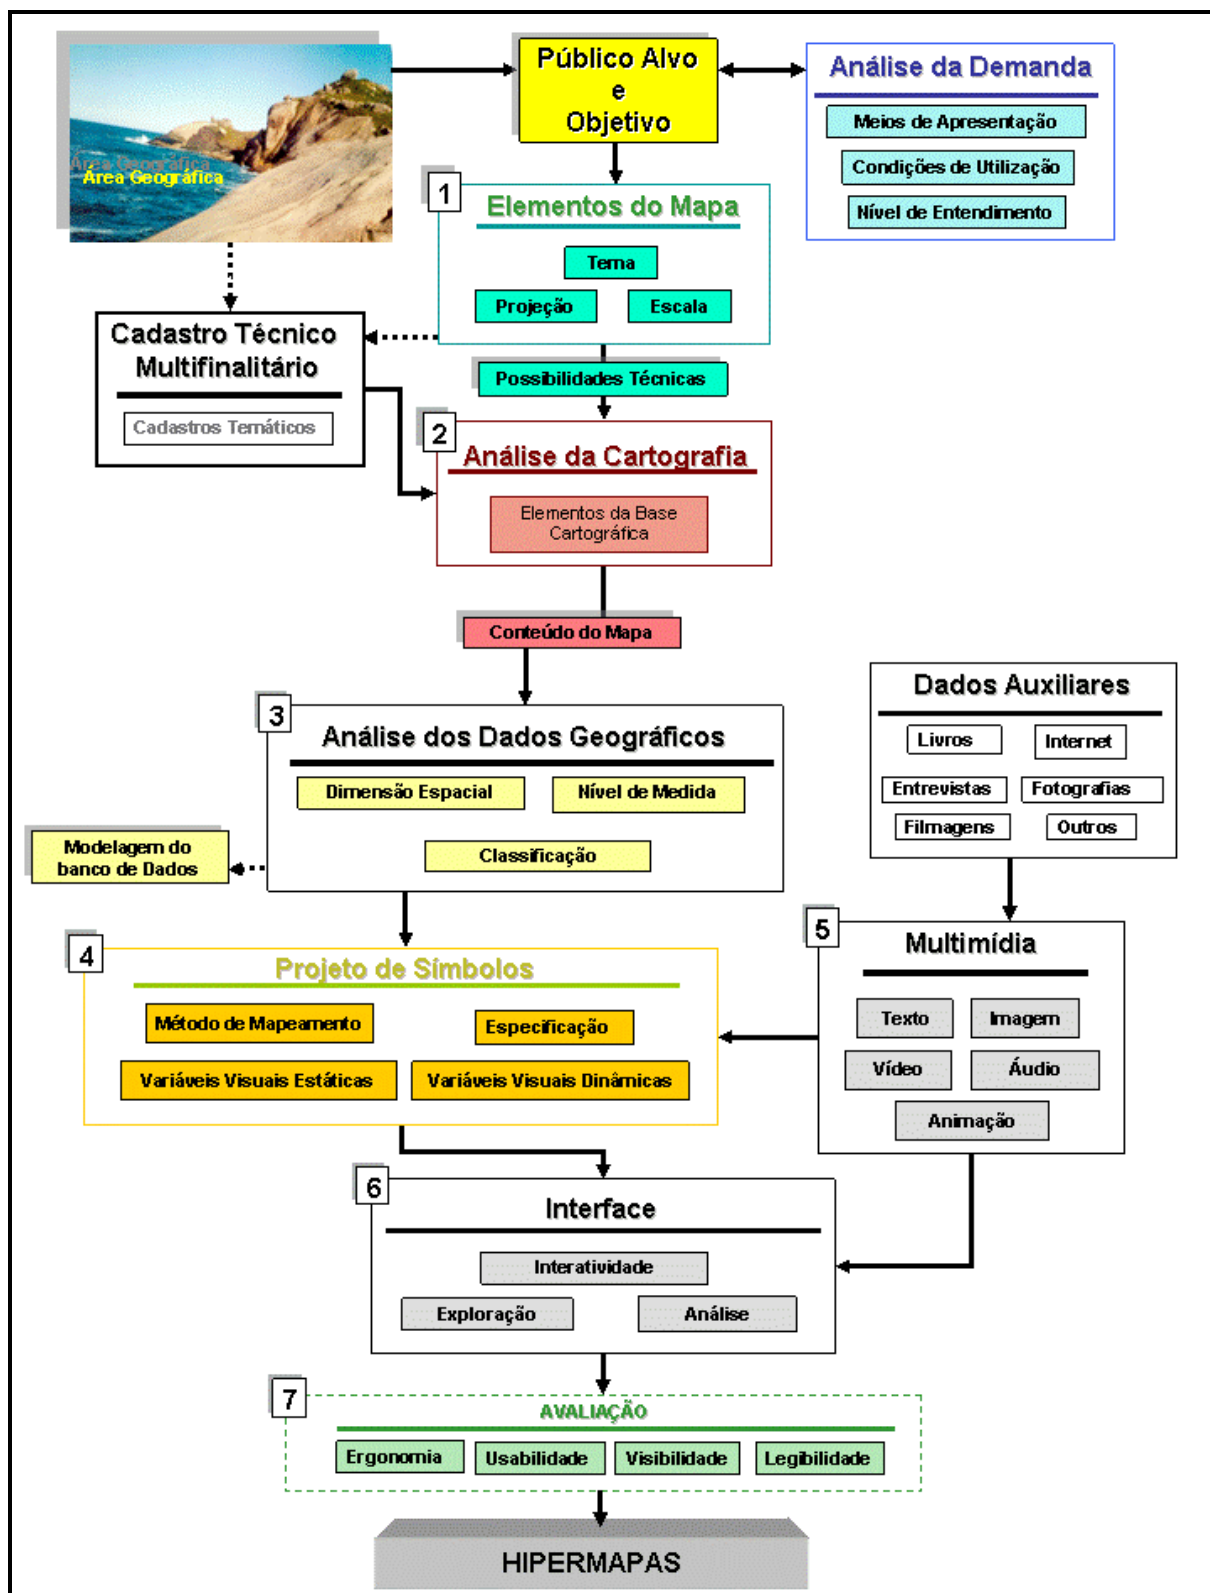 Público Alvo
e
Objetivo
Análise da Demanda
Meios de Apresentação
Condições de Utilização
Nível de Entendimento
Área Geográfica
Área Geográfica
1
Elementos do Mapa
Tema
Projeção
Escala
Cadastro Técnico
Multifinalitário
Cadastros Temáticos
Possibilidades Técnicas
2
Análise da Cartografia
Elementos da Base
Cartográfica
Conteúdo do Mapa
3
Análise dos Dados Geográficos
Dimensão Espacial
Nível de Medida
Classificação
Modelagem do
banco de Dados
Dados Auxiliares
Livros
Internet
Entrevistas
Fotografias
Filmagens
Outros
4
Projeto de Símbolos
Método de Mapeamento
Especificação
Variáveis Visuais Estáticas
Variáveis Visuais Dinâmicas
5
Multimídia
Texto
Imagem
Vídeo
Áudio
Animação
6
Interface
Interatividade
Exploração
Análise
7
AVALIAÇÃO
Ergonomia
Usabilidade
Visibilidade
Legibilidade
HIPERMAPAS